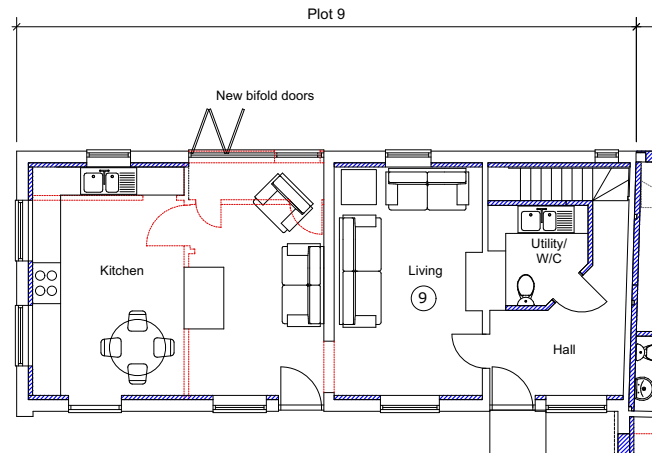 Plot 9
New bifold doors
Kitchen
Living
9
Utility/
W/C
Hall